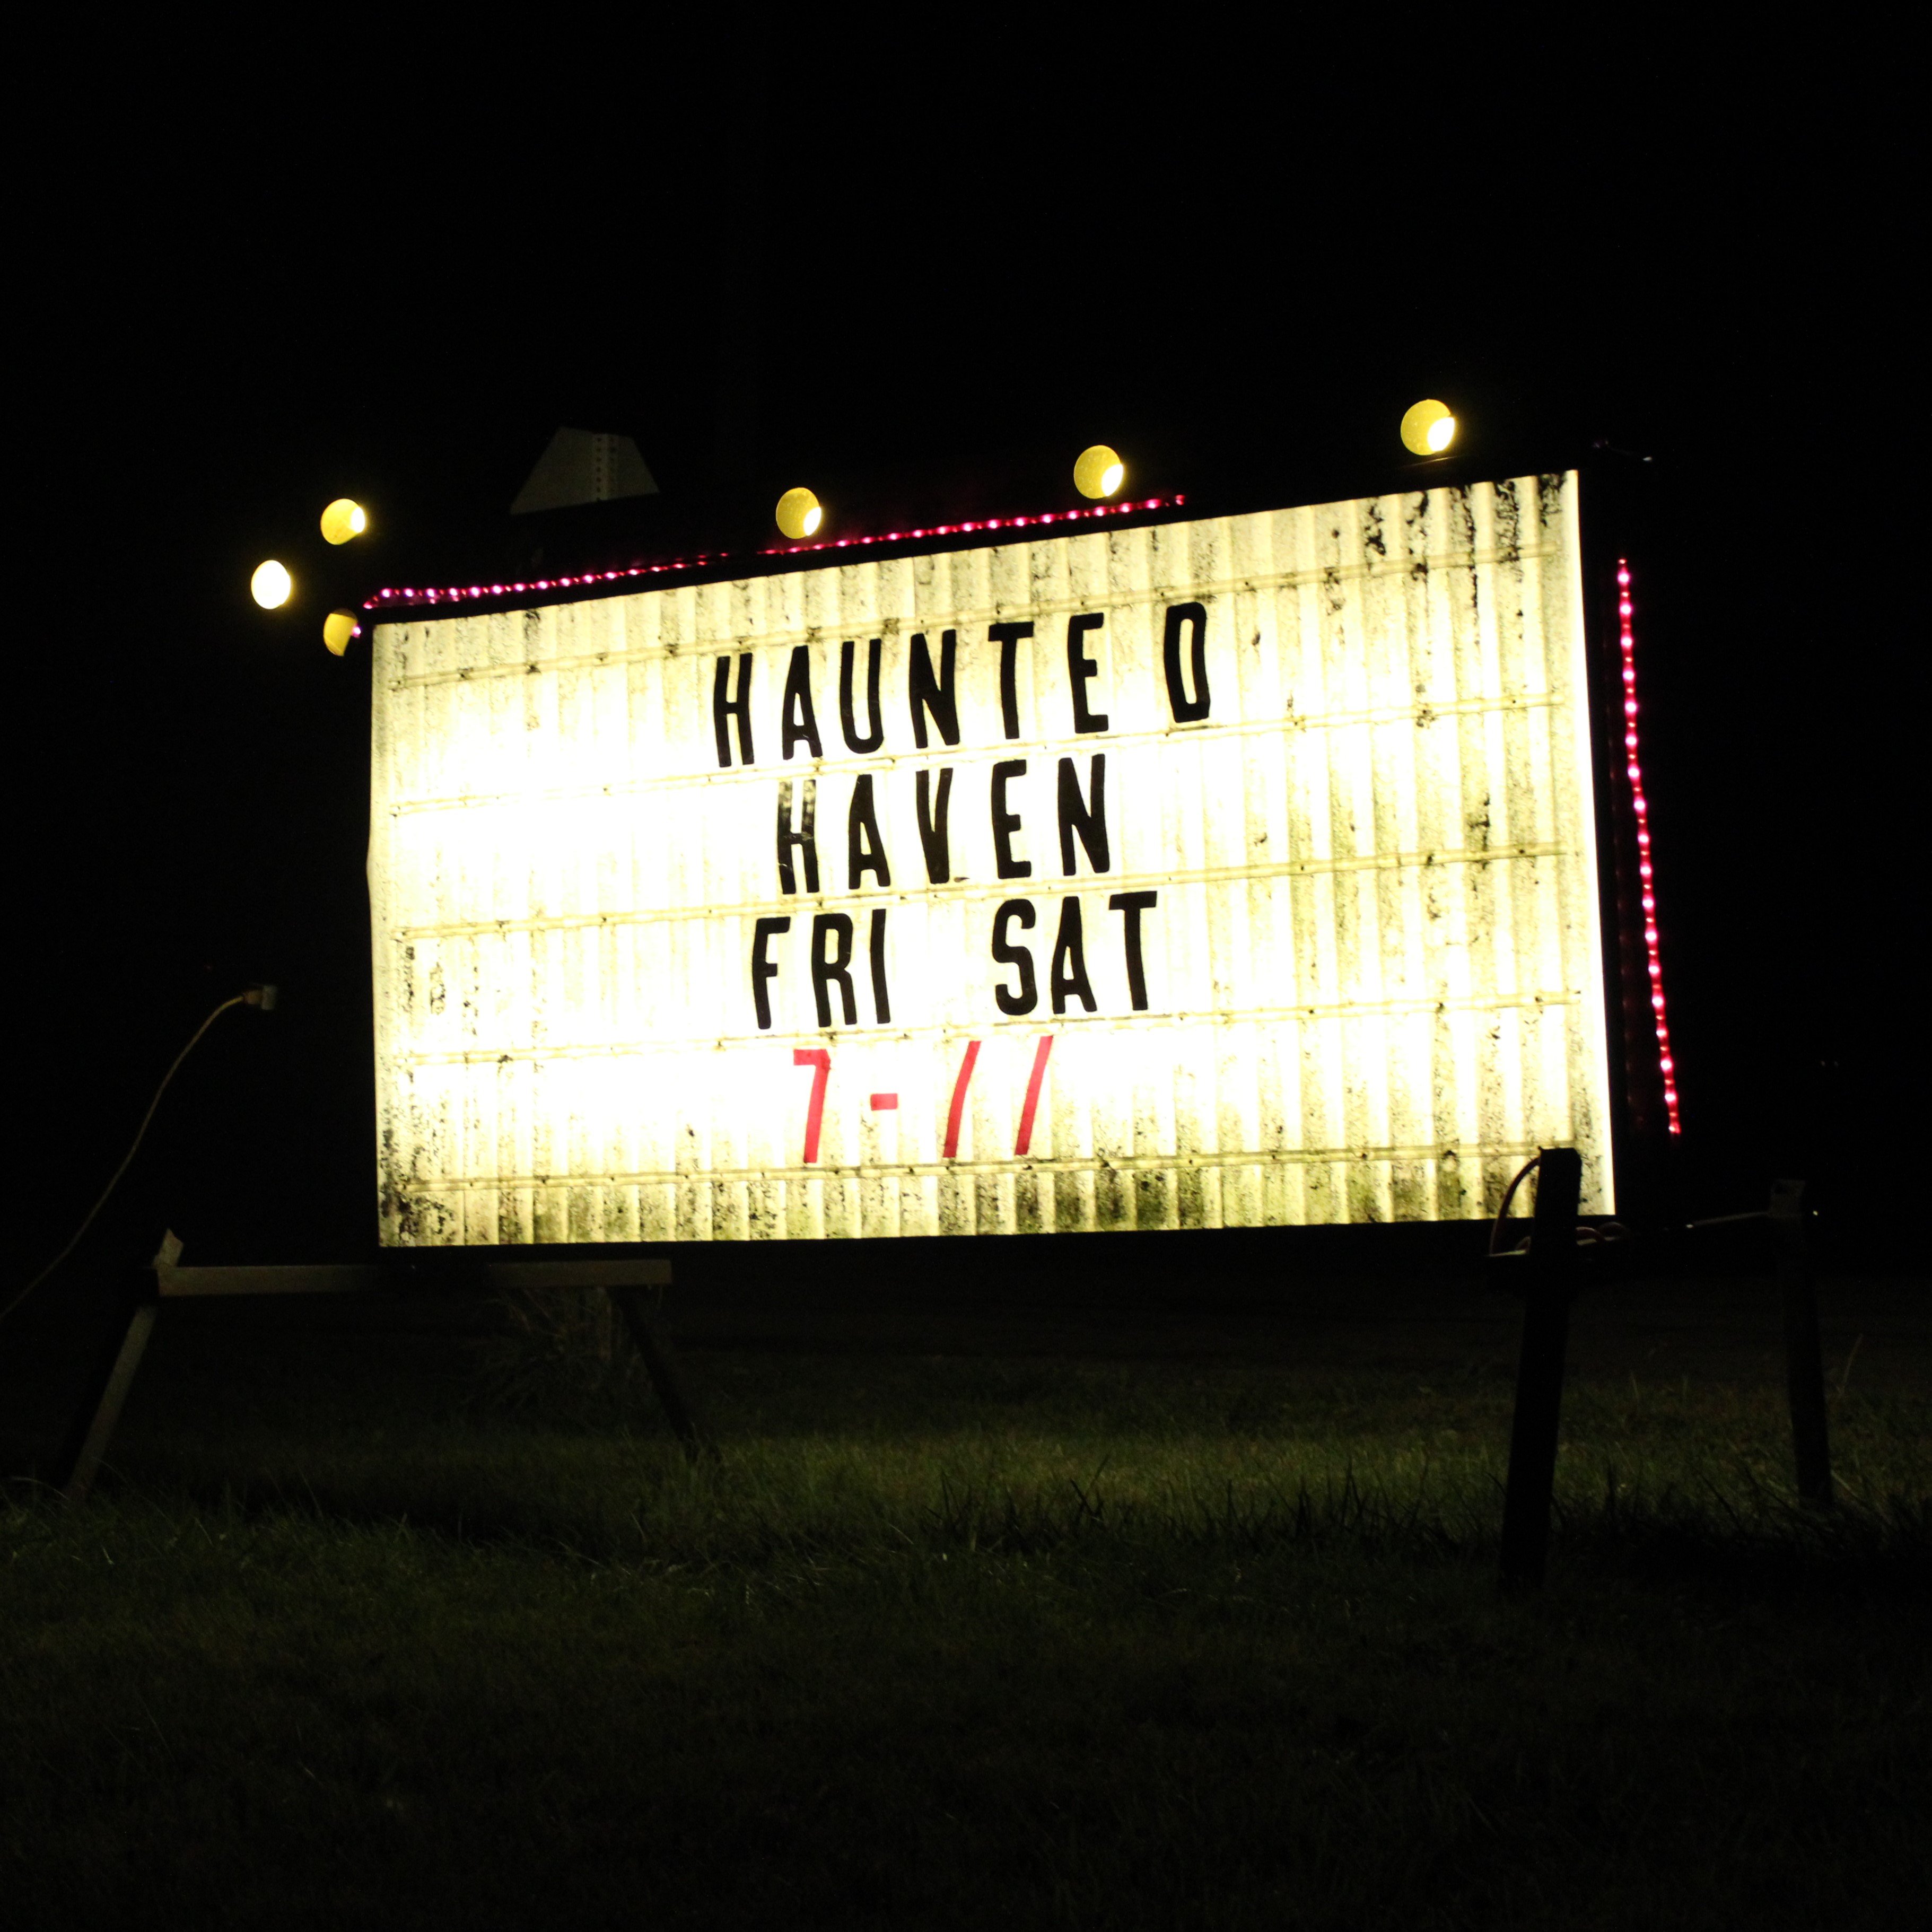 HAUNTED
HAVEN
FRI SAT
7-11